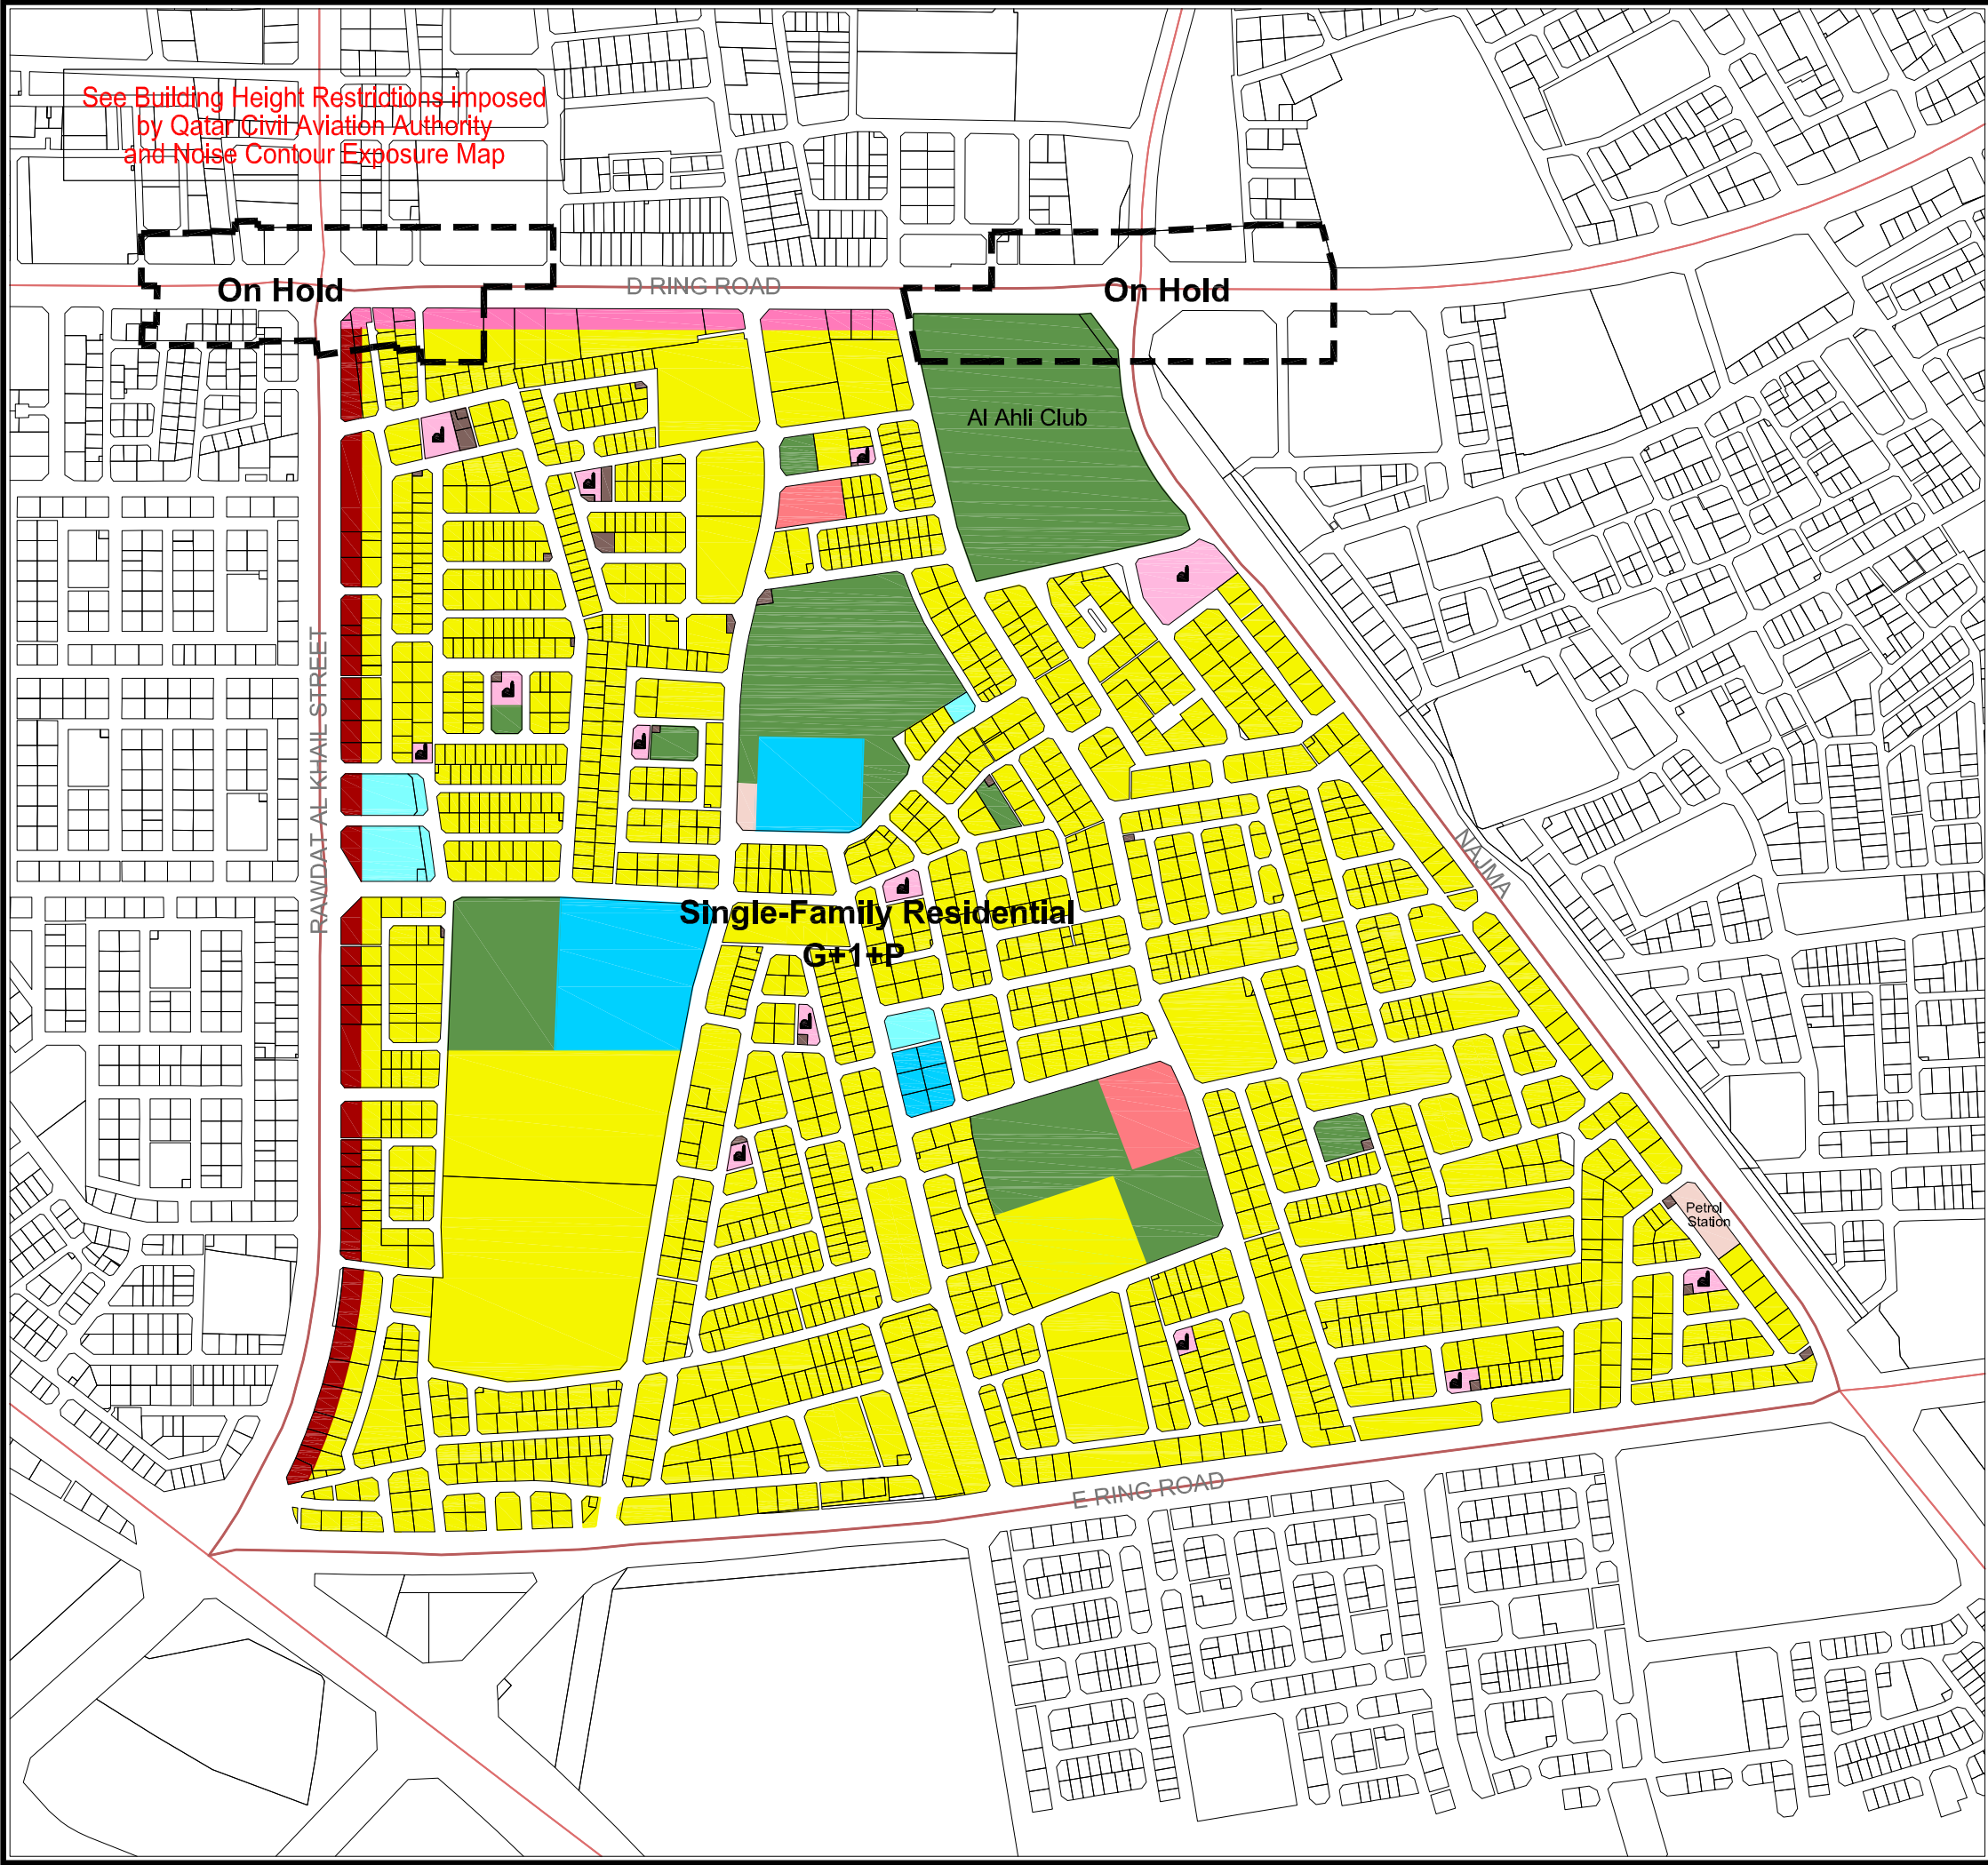 See Building Height Restrictions imposed
by Qatar Civil Aviation Authority
and Noise Contour Exposure Map
On Hold
D RING ROAD
On Hold
Al Ahli Club
RAWDAT AL KHAIL STREET
NAJMA
Single-Family Residential
G+1+P
Petrol
Station
E RING ROAD